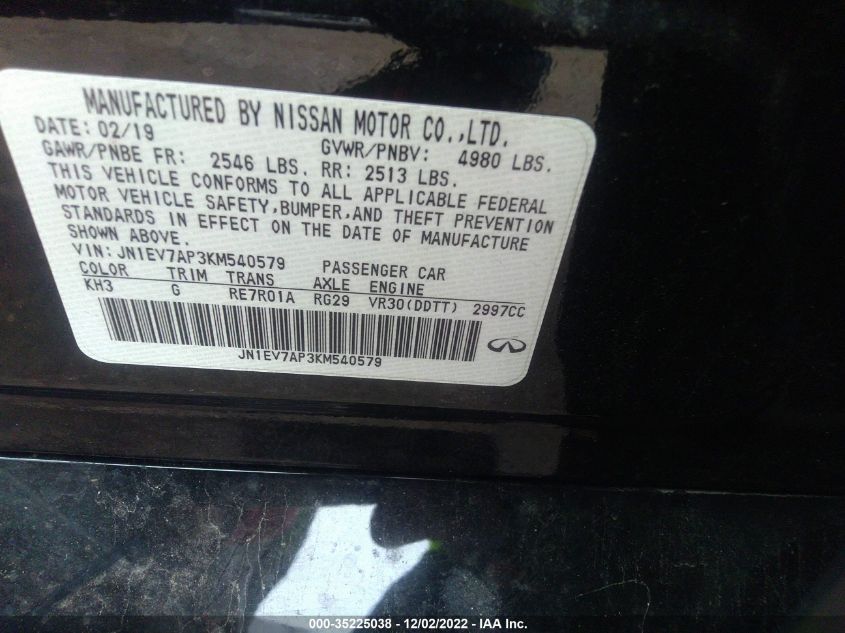 MANUFACTURED BY NISSAN MOTOR CO.,LTD.
DATE: 02/19 GVWR/PNBV: 4980 LBS.
GAWR/PNBE FR: 2546 LBS. RR: 2513 LBS.
THIS VEHICLE CONFORMS TO ALL APPLICABLE FEDERAL
MOTOR VEHICLE SAFETY,BUMPER,AND THEFT PREVENTION
STANDARDS IN EFFECT ON THE DATE OF MANUFACTURE
SHOWN ABOVE.
VIN: JN1EV7AP3KM540579 PASSENGER CAR
COLOR TRIM TRANS AXLE ENGINE
KH3 G RE7R01A RG29 VR30(DDTT) 2997CC
JN1EV7AP3KM540579
000-35225038 - 12/02/2022 - IAA Inc.